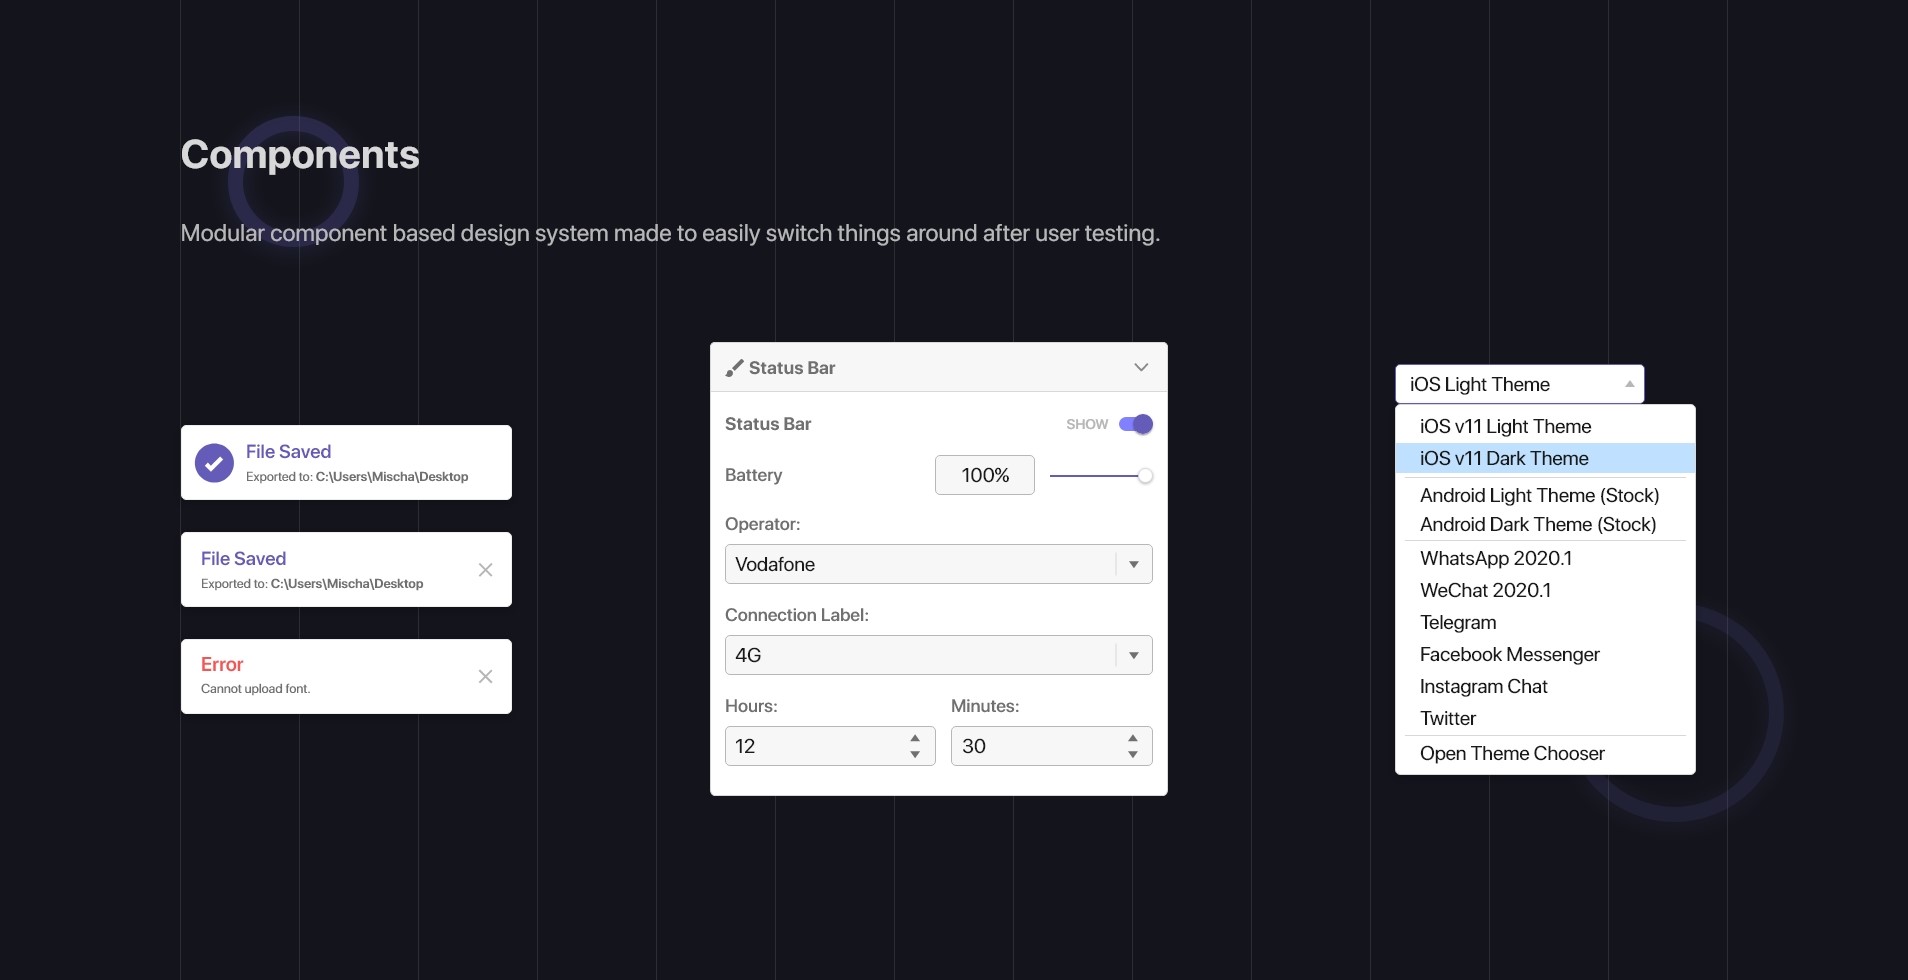 Components
Modular component based design system made to easily switch things around after user testing.
File Saved
Exported to: C:\Users\Mischa\Desktop
File Saved
Exported to: C:\Users\Mischa\Desktop
Error
Cannot upload font.
Status Bar
Status Bar
SHOW
Battery
100%
Operator:
Vodafone
Connection Label:
4G
Hours:
Minutes:
12
30
iOS Light Theme
iOS v11 Light Theme
iOS v11 Dark Theme
Android Light Theme (Stock)
Android Dark Theme (Stock)
WhatsApp 2020.1
WeChat 2020.1
Telegram
Facebook Messenger
Instagram Chat
Twitter
Open Theme Chooser